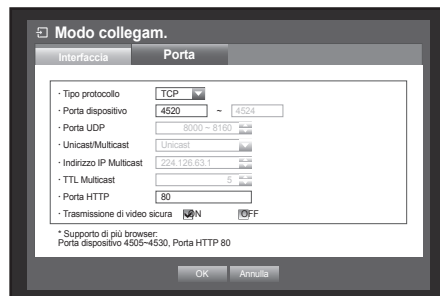 Modo collegam.
Interfaccia Porta
· Tipo protocollo TCP
· Porta dispositivo 4520 ~ 4524
· Porta UDP 8000 ~ 8160
· Unicast/Multicast Unicast
· Indirizzo IP Multicast 224.126.63.1
· TTL Multicast 5
· Porta HTTP 80
· Trasmissione di video sicura ON OFF
* Supporto di più browser:
Porta dispositivo 4505~4530, Porta HTTP 80
OK Annulla